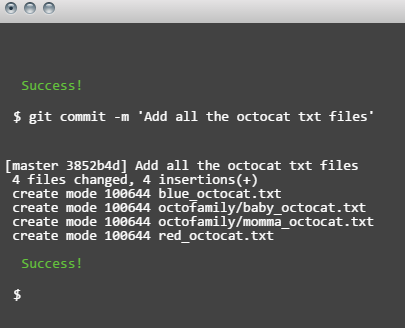 Success!
$ git commit -m 'Add all the octocat txt files'
[master 3852b4d] Add all the octocat txt files
4 files changed, 4 insertions(+)
create mode 100644 blue_octocat.txt
create mode 100644 octofamily/baby_octocat.txt
create mode 100644 octofamily/momma_octocat.txt
create mode 100644 red_octocat.txt
Success!
$